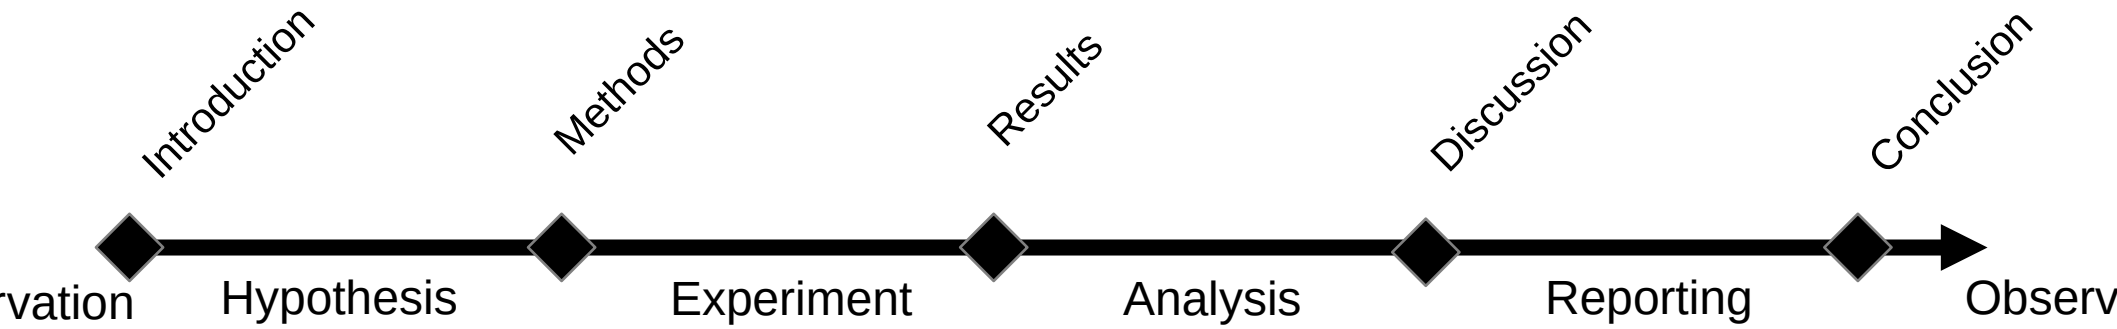 Introduction
Methods
Results
Discussion
Conclusion
rvation
Hypothesis
Experiment
Analysis
Reporting
Observ